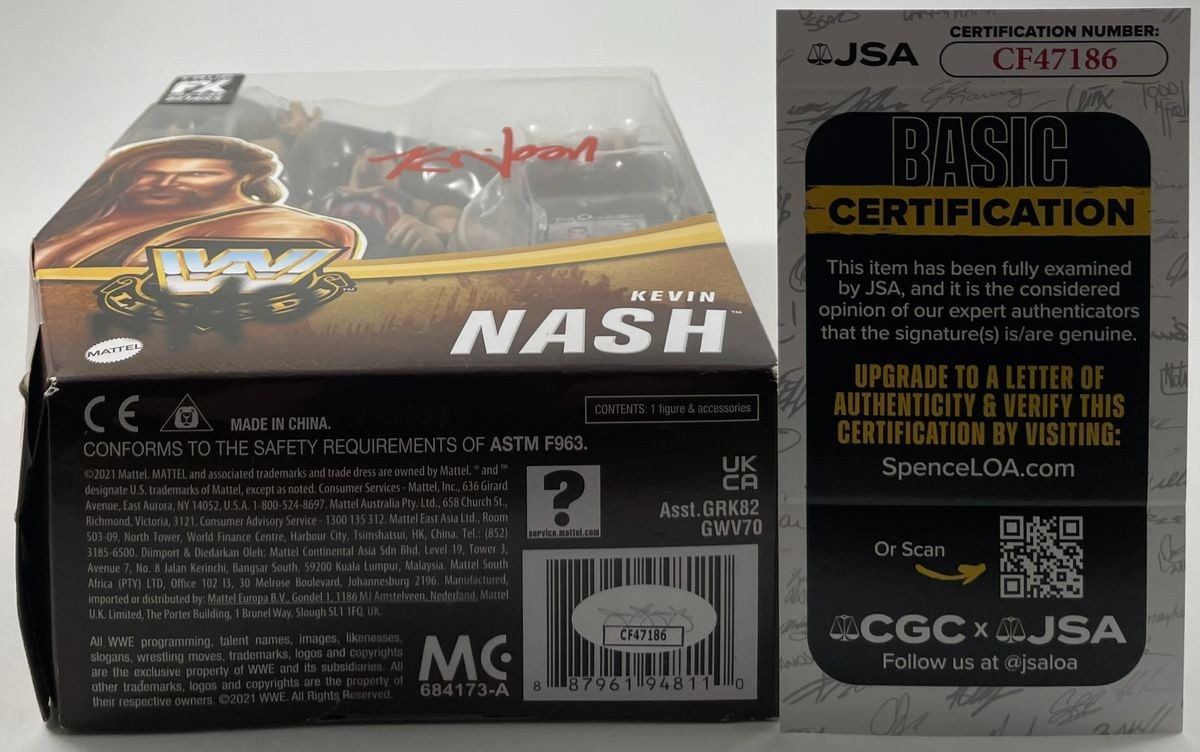 FX
Kevin Nash
LEGENDS
MATTEL
KEVIN
NASH™
CE
MADE IN CHINA.
CONTENTS: 1 figure & accessories
CONFORMS TO THE SAFETY REQUIREMENTS OF ASTM F963.
©2021 Mattel. MATTEL and associated trademarks and trade dress are owned by Mattel. ® and ™
designate U.S. trademarks of Mattel, except as noted. Consumer Services - Mattel, Inc., 636 Girard
Avenue, East Aurora, NY 14052, U.S.A. 1-800-524-8697. Mattel Australia Pty. Ltd., 658 Church St.,
Richmond, Victoria, 3121. Consumer Advisory Service - 1300 135 312. Mattel East Asia Ltd., Room
503-09, North Tower, World Finance Centre, Harbour City, Tsimshatsui, HK, China. Tel.: (852)
3185-6500. Diimport & Diedarkan Oleh: Mattel Continental Asia Sdn Bhd. Level 19, Tower 3,
Avenue 7, No. 8 Jalan Kerinchi, Bangsar South, 59200 Kuala Lumpur, Malaysia. Mattel South
Africa (PTY) LTD, Office 102 I3, 30 Melrose Boulevard, Johannesburg 2196. Manufactured,
imported or distributed by: Mattel Europa B.V., Gondel 1, 1186 MJ Amstelveen, Nederland. Mattel
U.K. Limited, The Porter Building, 1 Brunel Way, Slough SL1 1FQ, UK.
?
service.mattel.com
UK
CA
Asst. GRK82
GWV70
All WWE programming, talent names, images, likenesses,
slogans, wrestling moves, trademarks, logos and copyrights
are the exclusive property of WWE and its subsidiaries. All
other trademarks, logos and copyrights are the property of
their respective owners. ©2021 WWE. All Rights Reserved.
MC
684173-A
CF47186
8 87961 94811 0
JSA
CERTIFICATION NUMBER:
CF47186
BASIC
CERTIFICATION
This item has been fully examined
by JSA, and it is the considered
opinion of our expert authenticators
that the signature(s) is/are genuine.
UPGRADE TO A LETTER OF
AUTHENTICITY & VERIFY THIS
CERTIFICATION BY VISITING:
SpenceLOA.com
Or Scan
CGC x JSA
Follow us at @jsaloa